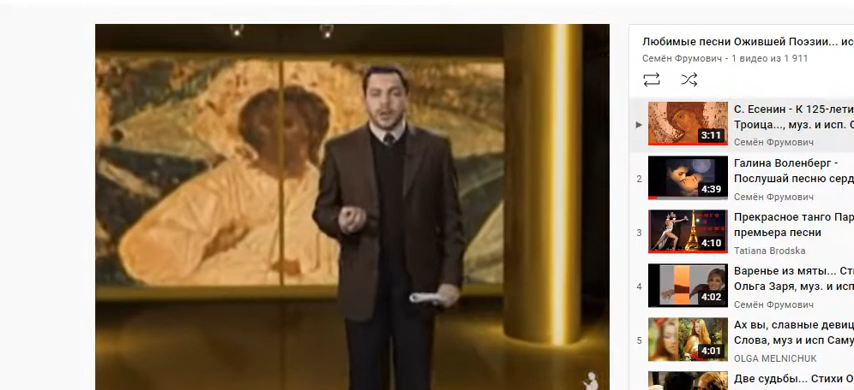 Любимые песни Ожившей Поэзии... ис
Семён Фрумович - 1 видео из 1 911
С. Есенин - К 125-лети
Троица..., муз. и исп. С
Семён Фрумович
3:11
2
Галина Воленберг -
Послушай песню серд
Семён Фрумович
4:39
3
Прекрасное танго Пар
премьера песни
Tatiana Brodska
4:10
4
Варенье из мяты... Сти
Ольга Заря, муз. и исп
Семён Фрумович
4:02
5
Ах вы, славные девиц
Слова, муз и исп Саму
OLGA MELNICHUK
4:01
Две судьбы... Стихи О